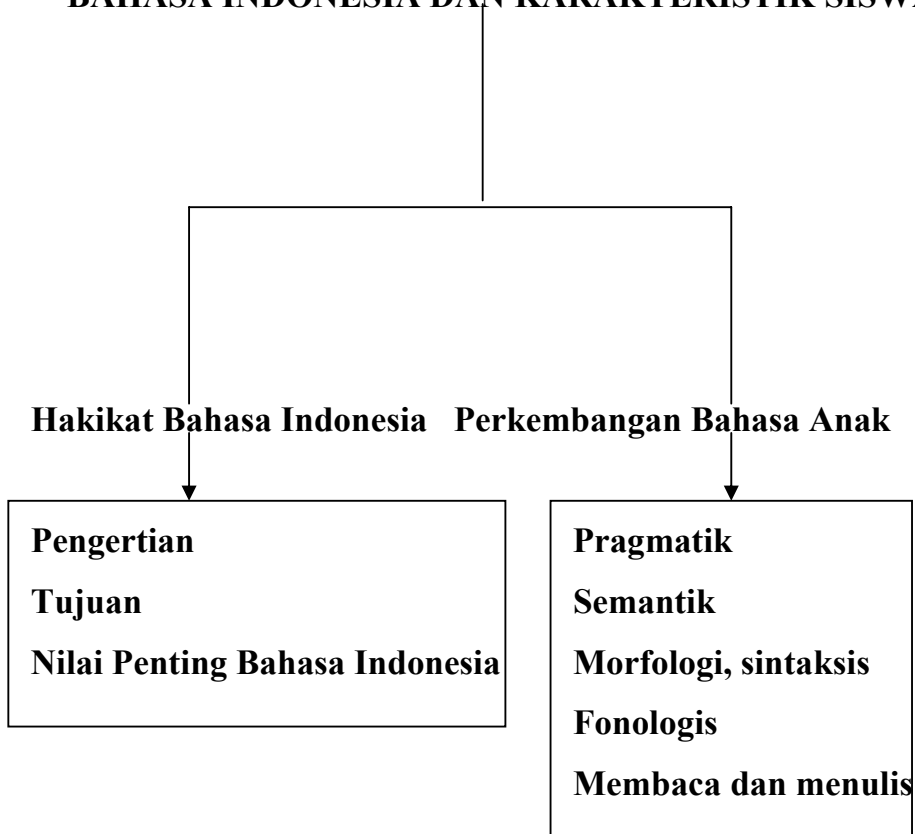 BAHASA INDONESIA DAN KARAKTERISTIK SISWA
Hakikat Bahasa Indonesia
Perkembangan Bahasa Anak
Pengertian
Tujuan
Nilai Penting Bahasa Indonesia
Pragmatik
Semantik
Morfologi, sintaksis
Fonologis
Membaca dan menulis